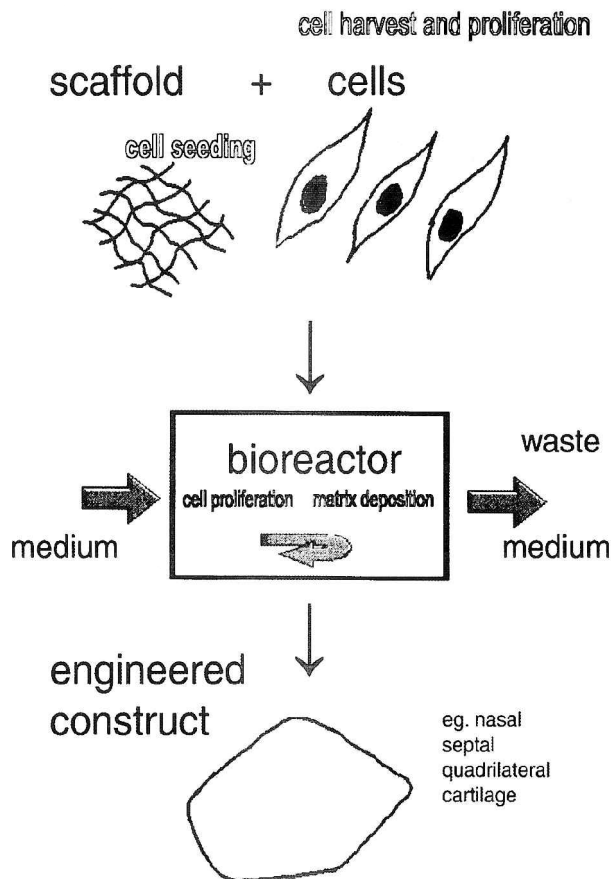 cell harvest and proliferation
scaffold + cells
cell seeding
bioreactor
cell proliferation matrix deposition
medium
waste
medium
engineered
construct
eg. nasal
septal
quadrilateral
cartilage